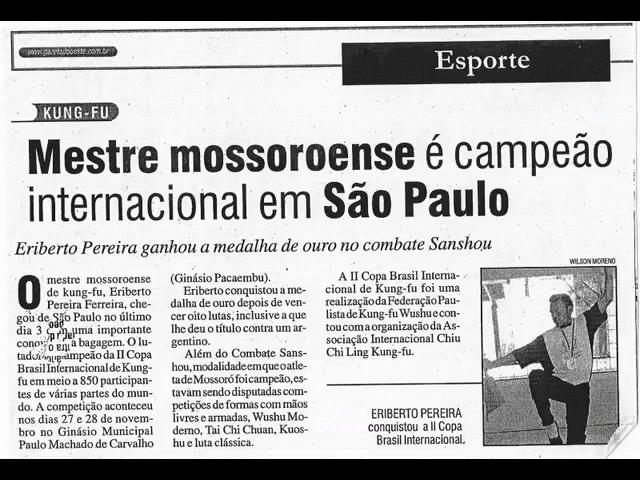 www.gazetadooeste.com.br
Esporte
KUNG-FU
Mestre mossoroense é campeão
internacional em São Paulo
Eriberto Pereira ganhou a medalha de ouro no combate Sanshou
O mestre mossoroense
de kung-fu, Eriberto
Pereira Ferreira, che-
gou de São Paulo no último
dia 3 uma importante
a bagagem. O lu-
campeão da II Copa
Brasil Internacional de Kung-
fu em meio a 850 participan-
tes de várias partes do mun-
do. A competição aconteceu
nos dias 27 e 28 de novem-
bro no Ginásio Municipal
Paulo Machado de Carvalho
(Ginásio Pacaembu).
Eriberto conquistou a me-
dalha de ouro depois de ven-
cer oito lutas, inclusive a que
lhe deu o título contra um ar-
gentino.
Além do Combate Sans-
hou, modalidade em que o atle-
ta de Mossoró foi campeão, es-
tavam sendo disputadas com-
petições de formas com mãos
livres e armadas, Wushu Mo-
derno, Tai Chi Chuan, Kuos-
hu e luta clássica.
A II Copa Brasil Interna-
cional de Kung-fu foi uma
realização da Federação Pau-
lista de Kung-fu Wushu e con-
tou com a organização da As-
sociação Internacional Chiu
Chi Ling Kung-fu.
WILSON MORENO
ERIBERTO PEREIRA
conquistou a II Copa
Brasil Internacional.